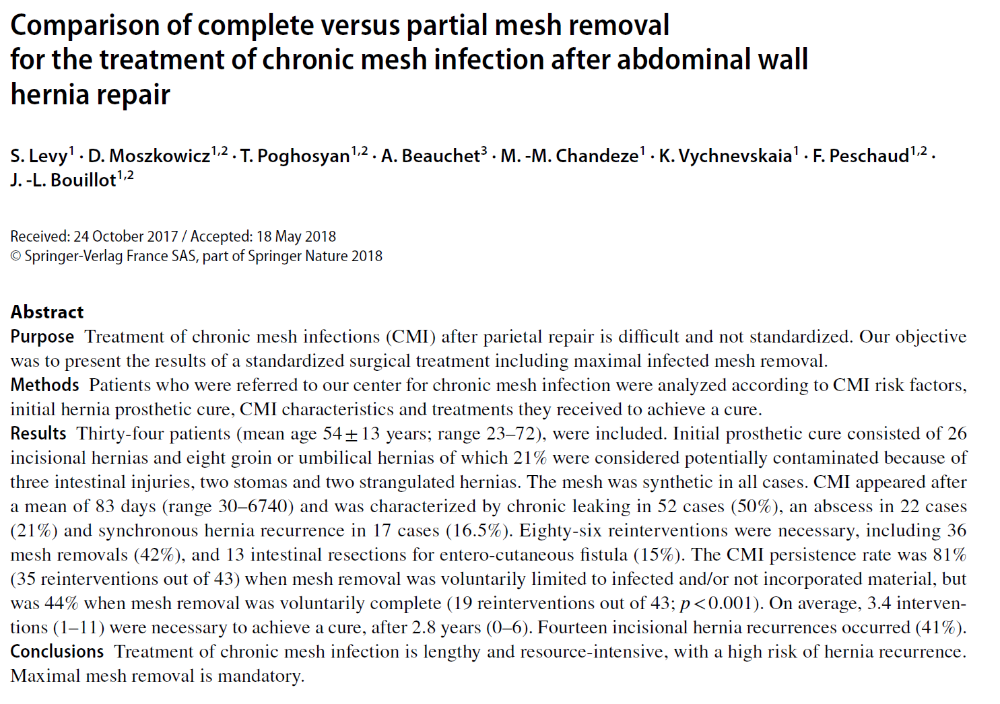 Comparison of complete versus partial mesh removal
for the treatment of chronic mesh infection after abdominal wall
hernia repair
S. Levy1 · D. Moszkowicz1,2 · T. Poghosyan1,2 · A. Beauchet3 · M. -M. Chandeze1 · K. Vychnevskaia1 · F. Peschaud1,2 ·
J. -L. Bouillot1,2
Received: 24 October 2017 / Accepted: 18 May 2018
© Springer-Verlag France SAS, part of Springer Nature 2018
Abstract
Purpose Treatment of chronic mesh infections (CMI) after parietal repair is difficult and not standardized. Our objective
was to present the results of a standardized surgical treatment including maximal infected mesh removal.
Methods Patients who were referred to our center for chronic mesh infection were analyzed according to CMI risk factors,
initial hernia prosthetic cure, CMI characteristics and treatments they received to achieve a cure.
Results Thirty-four patients (mean age 54 ± 13 years; range 23–72), were included. Initial prosthetic cure consisted of 26
incisional hernias and eight groin or umbilical hernias of which 21% were considered potentially contaminated because of
three intestinal injuries, two stomas and two strangulated hernias. The mesh was synthetic in all cases. CMI appeared after
a mean of 83 days (range 30–6740) and was characterized by chronic leaking in 52 cases (50%), an abscess in 22 cases
(21%) and synchronous hernia recurrence in 17 cases (16.5%). Eighty-six reinterventions were necessary, including 36
mesh removals (42%), and 13 intestinal resections for entero-cutaneous fistula (15%). The CMI persistence rate was 81%
(35 reinterventions out of 43) when mesh removal was voluntarily limited to infected and/or not incorporated material, but
was 44% when mesh removal was voluntarily complete (19 reinterventions out of 43; p < 0.001). On average, 3.4 interven-
tions (1–11) were necessary to achieve a cure, after 2.8 years (0–6). Fourteen incisional hernia recurrences occurred (41%).
Conclusions Treatment of chronic mesh infection is lengthy and resource-intensive, with a high risk of hernia recurrence.
Maximal mesh removal is mandatory.